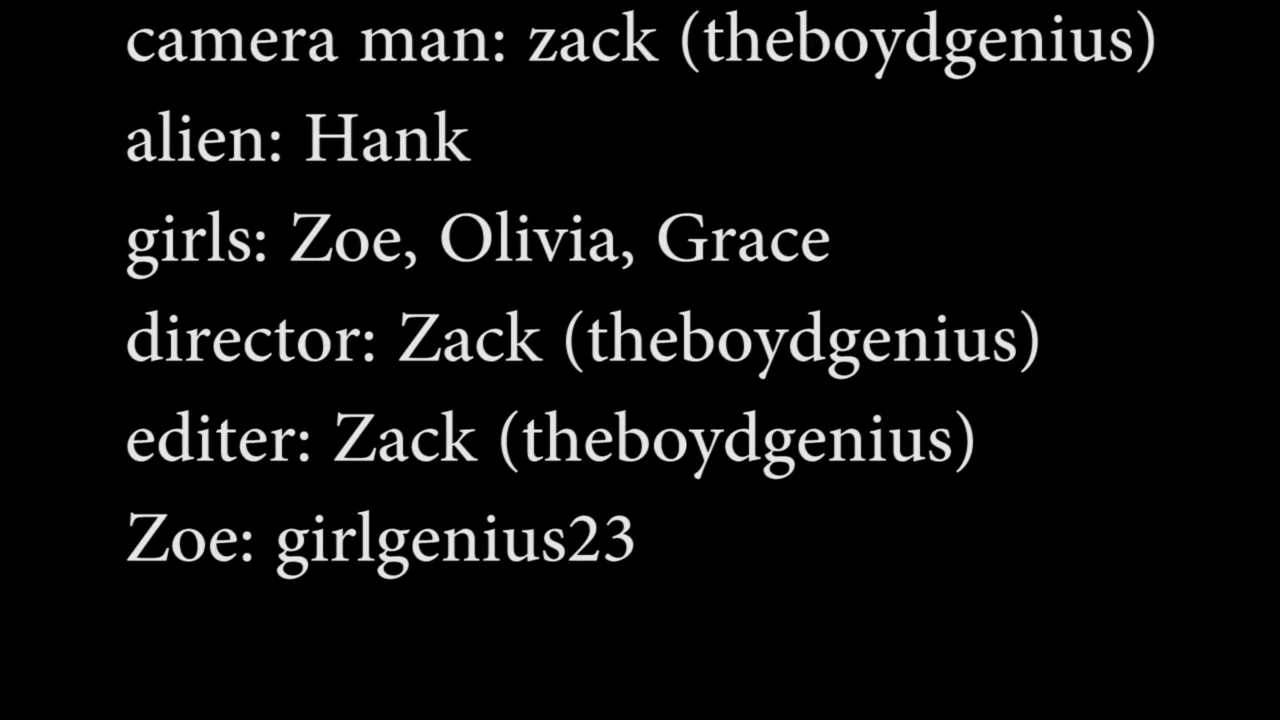 camera man: zack (theboydgenius)
alien: Hank
girls: Zoe, Olivia, Grace
director: Zack (theboydgenius)
editer: Zack (theboydgenius)
Zoe: girlgenius23